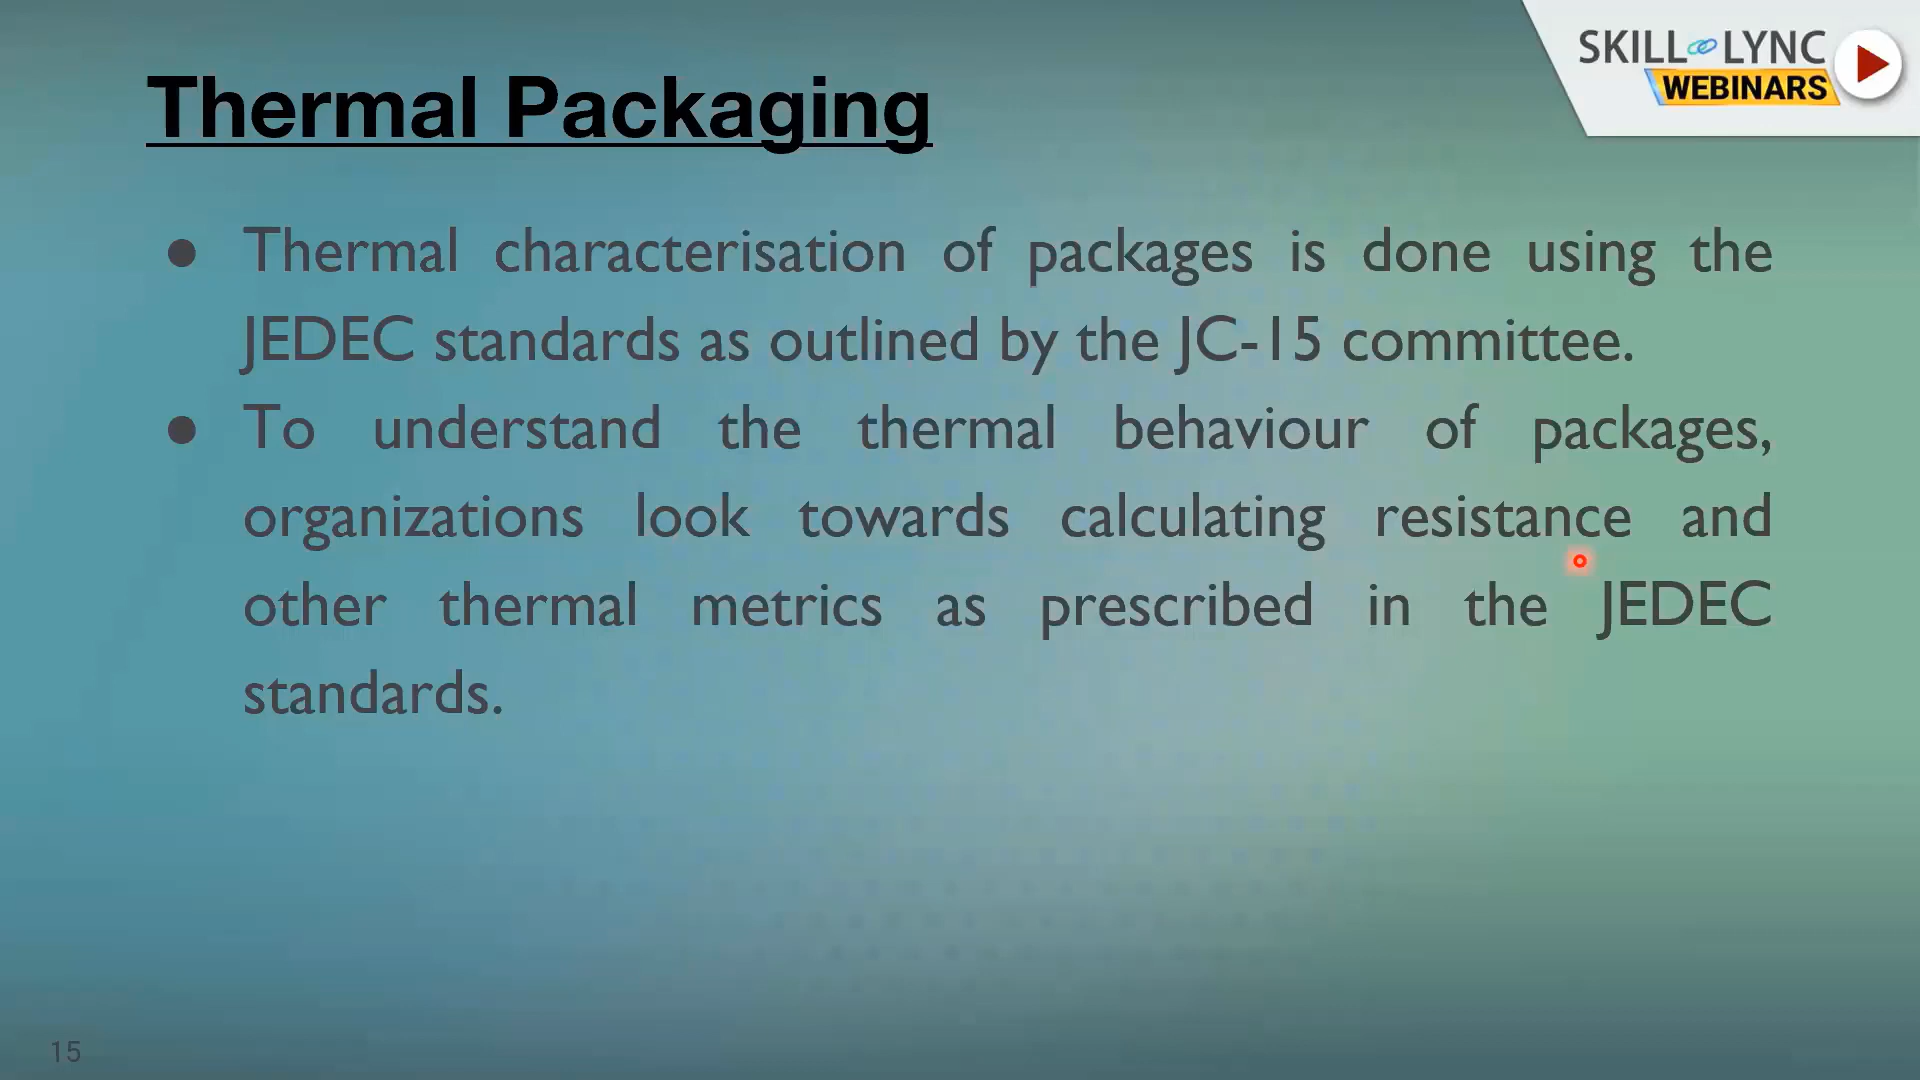 SKILL LYNC
WEBINARS
Thermal Packaging
● Thermal characterisation of packages is done using the
JEDEC standards as outlined by the JC-15 committee.
● To understand the thermal behaviour of packages,
organizations look towards calculating resistance and
other thermal metrics as prescribed in the JEDEC
standards.
15